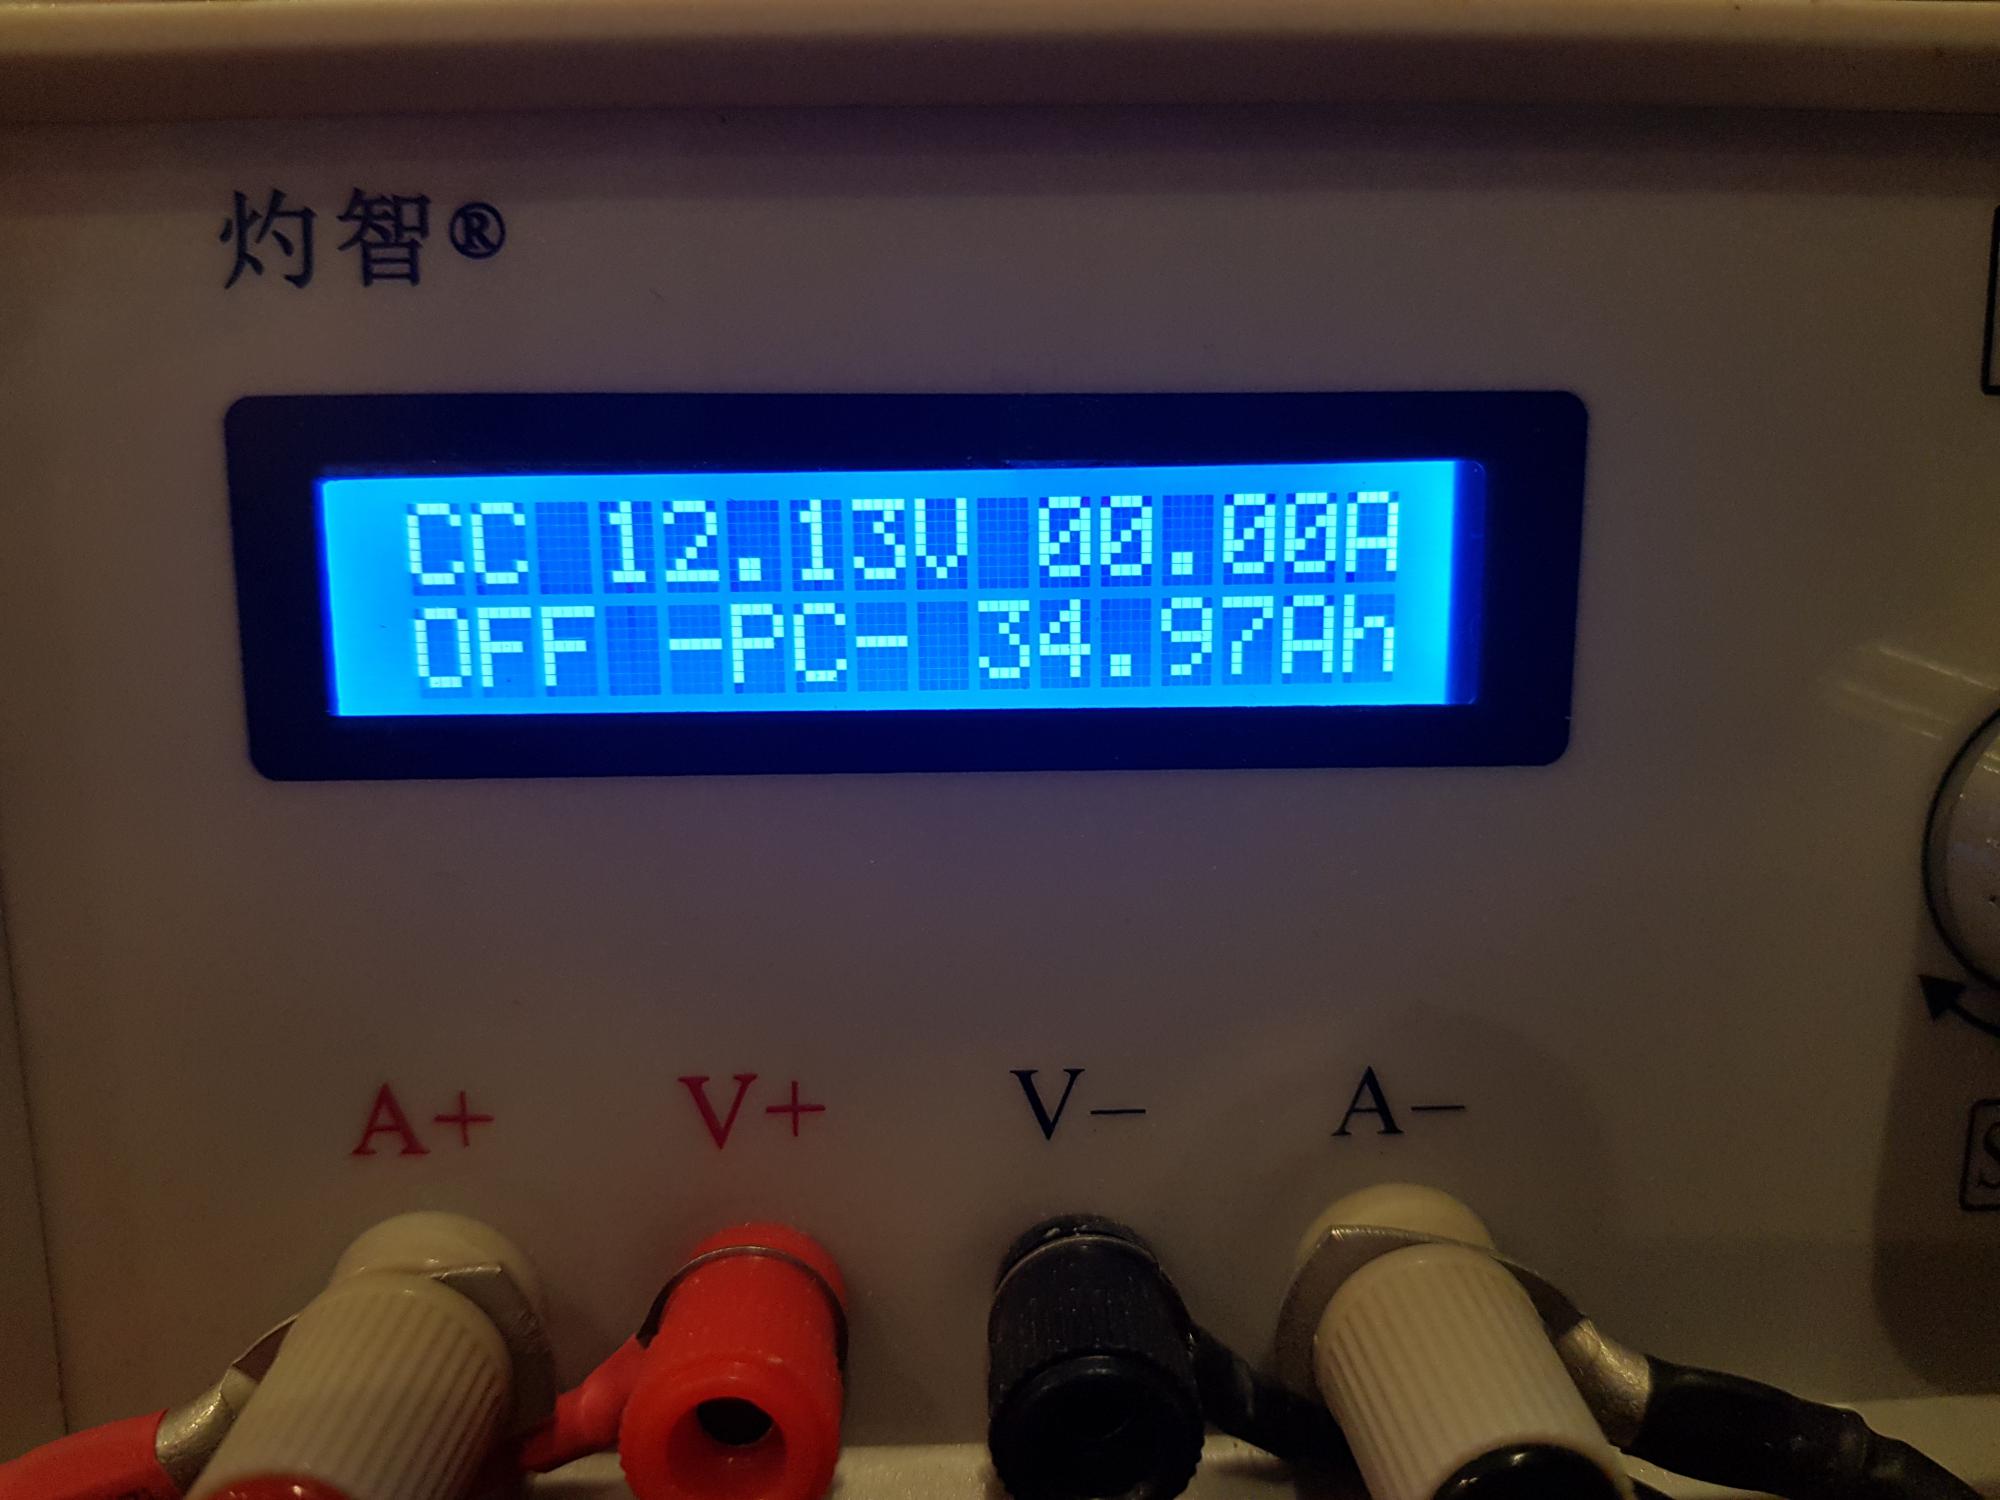 灼智®
CC 12.13V 00.00A
OFF -PC- 34.97Ah
A+ V+ V- A-